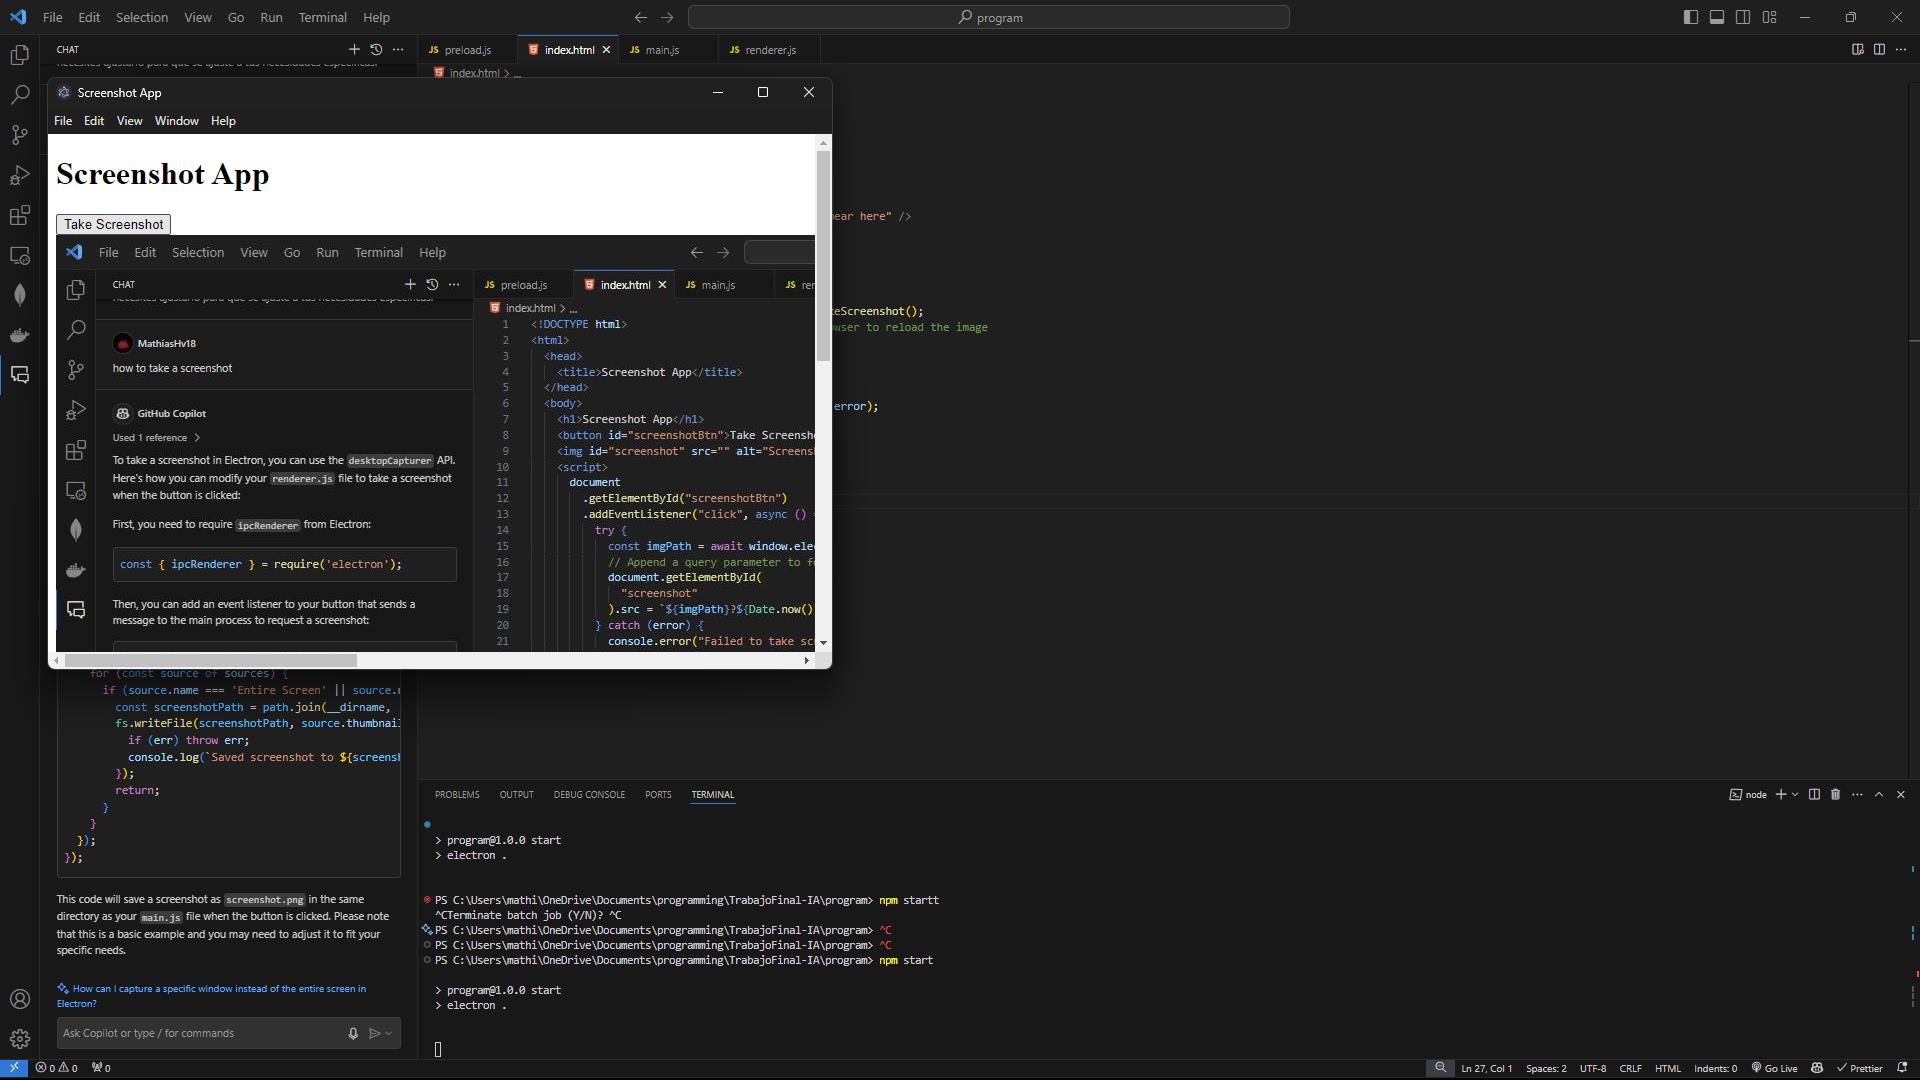 File Edit Selection View Go Run Terminal Help
program
CHAT
preload.js
index.html
main.js
renderer.js
index.html > ...
Screenshot App
File Edit View Window Help
Screenshot App
Take Screenshot
File Edit Selection View Go Run Terminal Help
CHAT
preload.js
index.html
main.js
index.html > ...
MathiasHv18
how to take a screenshot
GitHub Copilot
Used 1 reference >
To take a screenshot in Electron, you can use the desktopCapturer API.
Here's how you can modify your renderer.js file to take a screenshot
when the button is clicked:
First, you need to require ipcRenderer from Electron:
const { ipcRenderer } = require('electron');
Then, you can add an event listener to your button that sends a
message to the main process to request a screenshot:
1 <!DOCTYPE html>
2 <html>
3 <head>
4 <title>Screenshot App</title>
5 </head>
6 <body>
7 <h1>Screenshot App</h1>
8 <button id="screenshotBtn">Take Screensh
9 <img id="screenshot" src="" alt="Screens
10 <script>
11 document
12 .getElementById("screenshotBtn")
13 .addEventListener("click", async ()
14 try {
15 const imgPath = await window.ele
16 // Append a query parameter to f
17 document.getElementById(
18 "screenshot"
19 ).src = `${imgPath}?${Date.now()
20 } catch (error) {
21 console.error("Failed to take sc
pear here" />
keScreenshot();
wser to reload the image
error);
for (const source of sources) {
if (source.name === 'Entire Screen' || source.n
const screenshotPath = path.join(__dirname,
fs.writeFile(screenshotPath, source.thumbnail
if (err) throw err;
console.log(`Saved screenshot to ${screensh
});
return;
}
}
});
});
This code will save a screenshot as screenshot.png in the same
directory as your main.js file when the button is clicked. Please note
that this is a basic example and you may need to adjust it to fit your
specific needs.
How can I capture a specific window instead of the entire screen in
Electron?
Ask Copilot or type / for commands
PROBLEMS OUTPUT DEBUG CONSOLE PORTS TERMINAL
node
> program@1.0.0 start
> electron .
PS C:\Users\mathi\OneDrive\Documents\programming\TrabajoFinal-IA\program> npm startt
^CTerminate batch job (Y/N)? ^C
PS C:\Users\mathi\OneDrive\Documents\programming\TrabajoFinal-IA\program> ^C
PS C:\Users\mathi\OneDrive\Documents\programming\TrabajoFinal-IA\program> ^C
PS C:\Users\mathi\OneDrive\Documents\programming\TrabajoFinal-IA\program> npm start
> program@1.0.0 start
> electron .
0 0 0
Ln 27, Col 1 Spaces: 2 UTF-8 CRLF HTML Indents: 0 Go Live Prettier